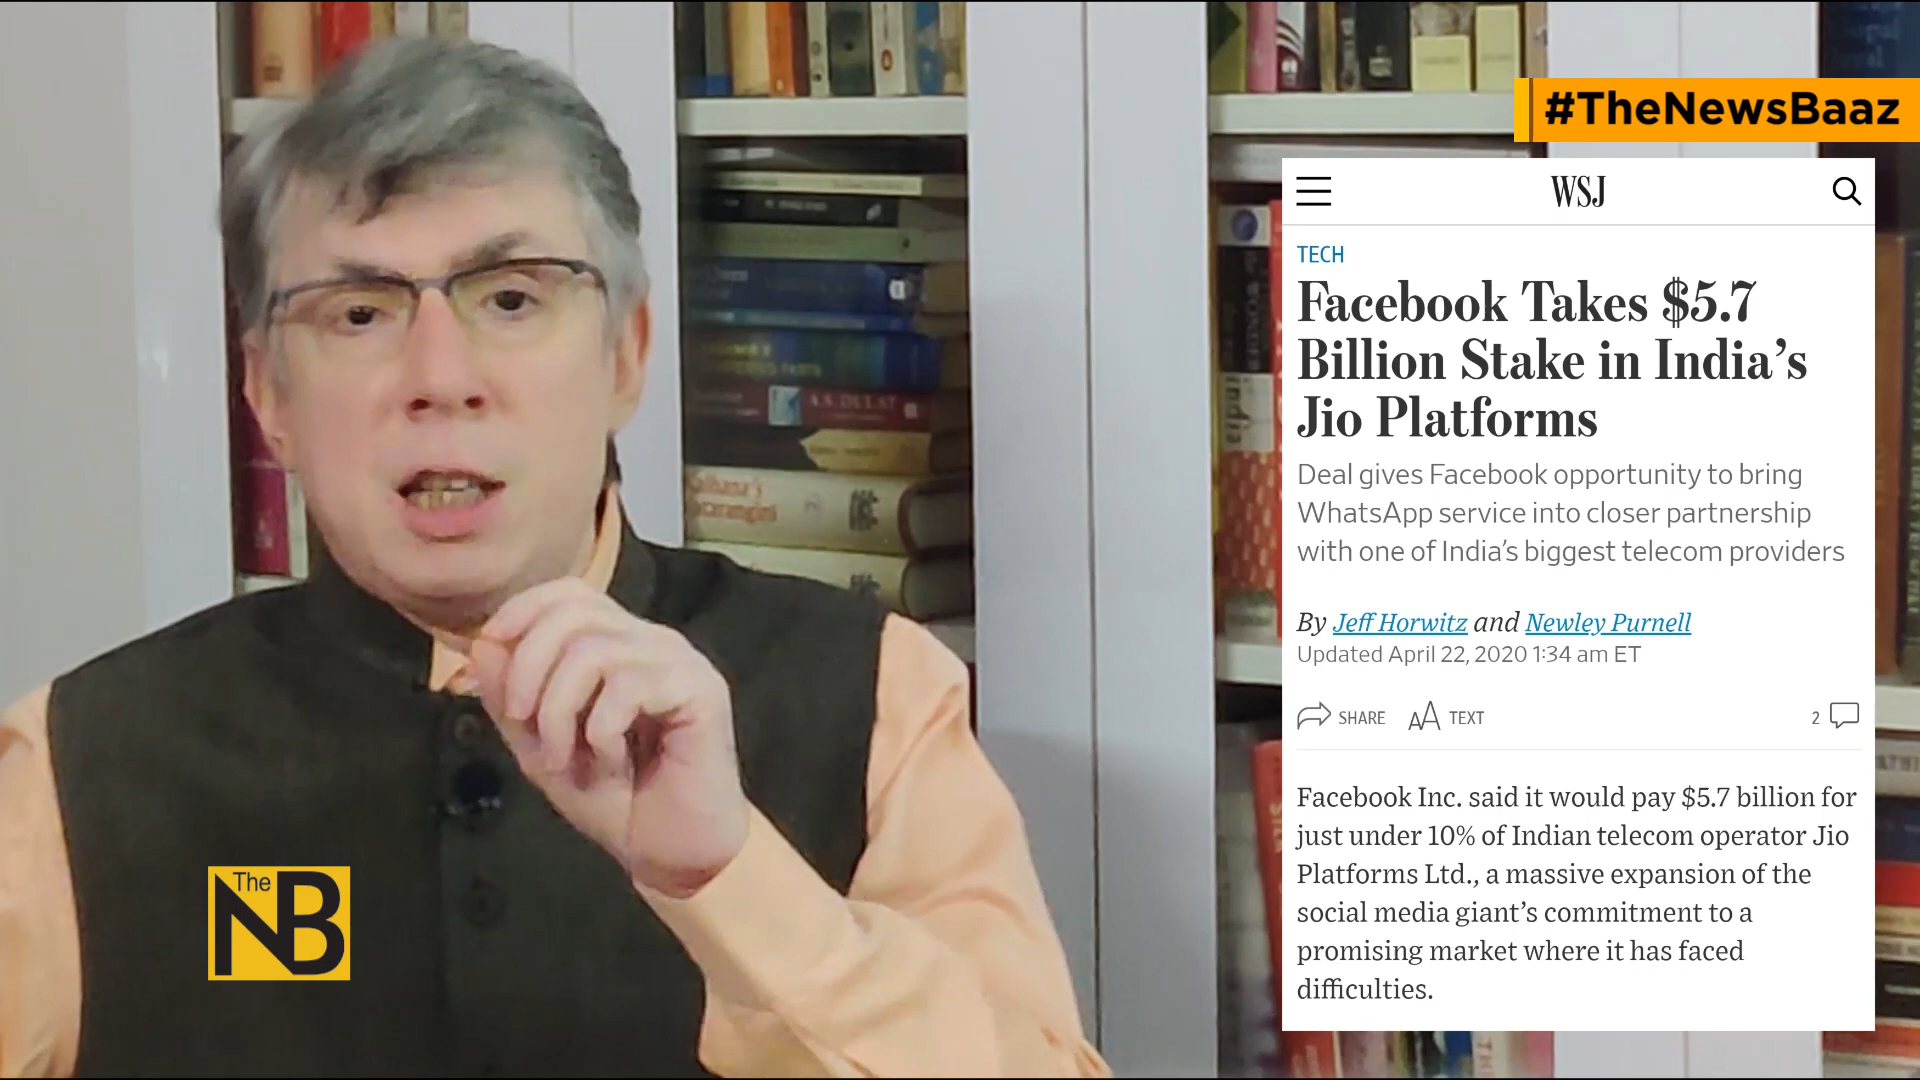 #TheNewsBaaz
WSJ
TECH
Facebook Takes $5.7
Billion Stake in India’s
Jio Platforms
Deal gives Facebook opportunity to bring
WhatsApp service into closer partnership
with one of India’s biggest telecom providers
By Jeff Horwitz and Newley Purnell
Updated April 22, 2020 1:34 am ET
SHARE
TEXT
2
Facebook Inc. said it would pay $5.7 billion for
just under 10% of Indian telecom operator Jio
Platforms Ltd., a massive expansion of the
social media giant’s commitment to a
promising market where it has faced
difficulties.
A.S. DULAT
Kalhana's
The
NB